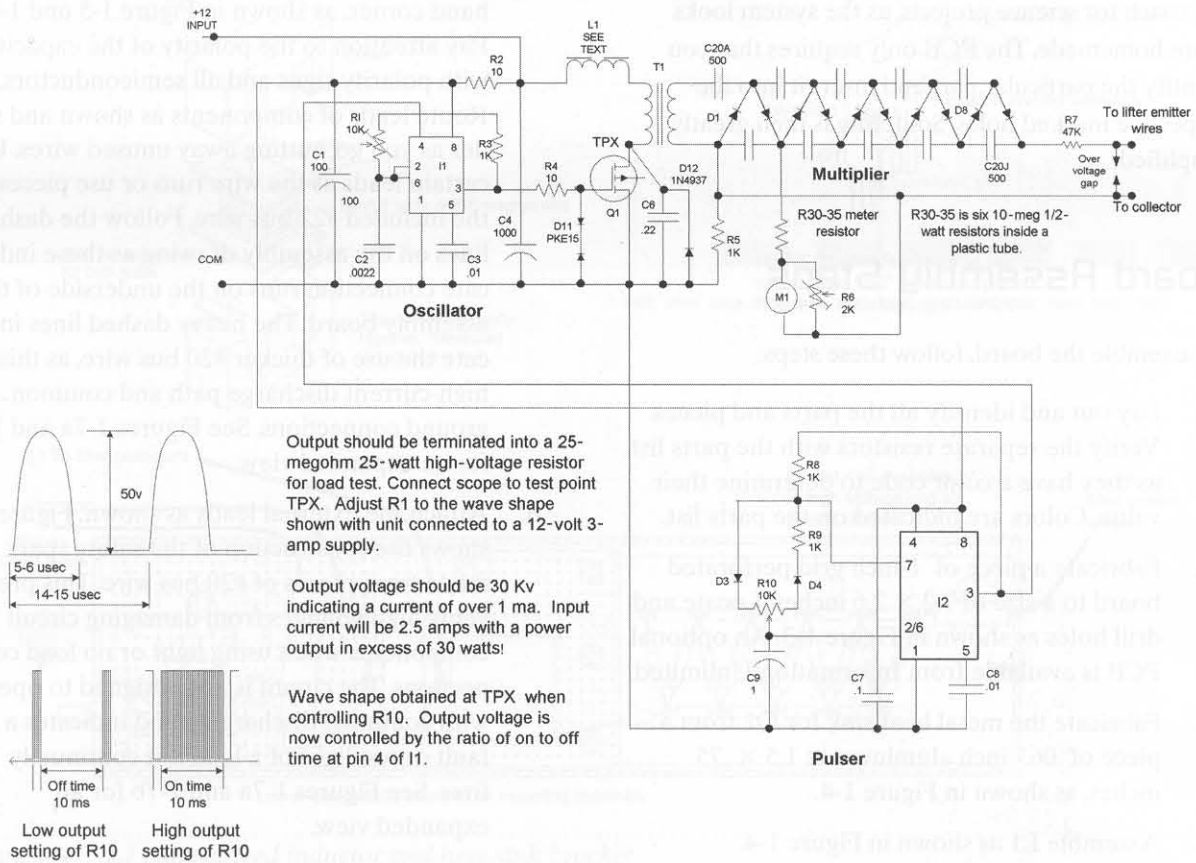 +12
INPUT
L1
SEE
TEXT
R2
10
T1
C20A
500
R1
10K
C1
100
4
8
2
6
I1
3
1
5
R3
1K
R4
10
TPX
Q1
D11
PKE15
C4
1000
C2
.0022
C3
.01
COM
Oscillator
C6
.22
D12
1N4937
R5
1K
D1
D8
Multiplier
C20J
500
R7
47K
To lifter emitter
wires
Over
voltage
gap
To collector
R30-35 meter
resistor
R30-35 is six 10-meg 1/2-
watt resistors inside a
plastic tube.
M1
R6
2K
50v
5-6 usec
14-15 usec
Output should be terminated into a 25-
megohm 25-watt high-voltage resistor
for load test. Connect scope to test point
TPX. Adjust R1 to the wave shape
shown with unit connected to a 12-volt 3-
amp supply.
Output voltage should be 30 Kv
indicating a current of over 1 ma. Input
current will be 2.5 amps with a power
output in excess of 30 watts!
Wave shape obtained at TPX when
controlling R10. Output voltage is
now controlled by the ratio of on to off
time at pin 4 of I1.
Off time
10 ms
On time
10 ms
Low output
setting of R10
High output
setting of R10
R8
1K
R9
1K
D3
R10
10K
D4
C9
.1
C7
.1
4
8
7
3
I2
2/6
1
5
C8
.01
Pulser